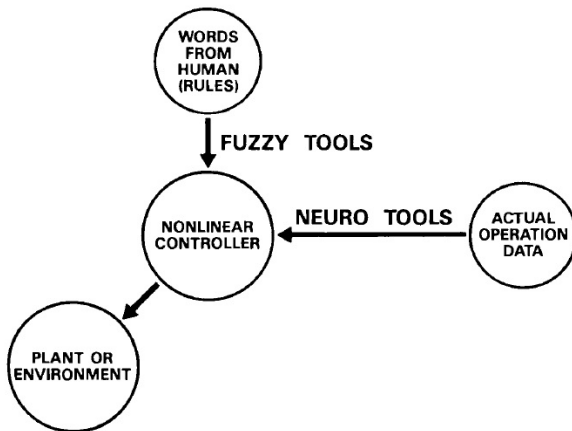 WORDS
FROM
HUMAN
(RULES)
FUZZY TOOLS
NONLINEAR
CONTROLLER
NEURO TOOLS
ACTUAL
OPERATION
DATA
PLANT OR
ENVIRONMENT